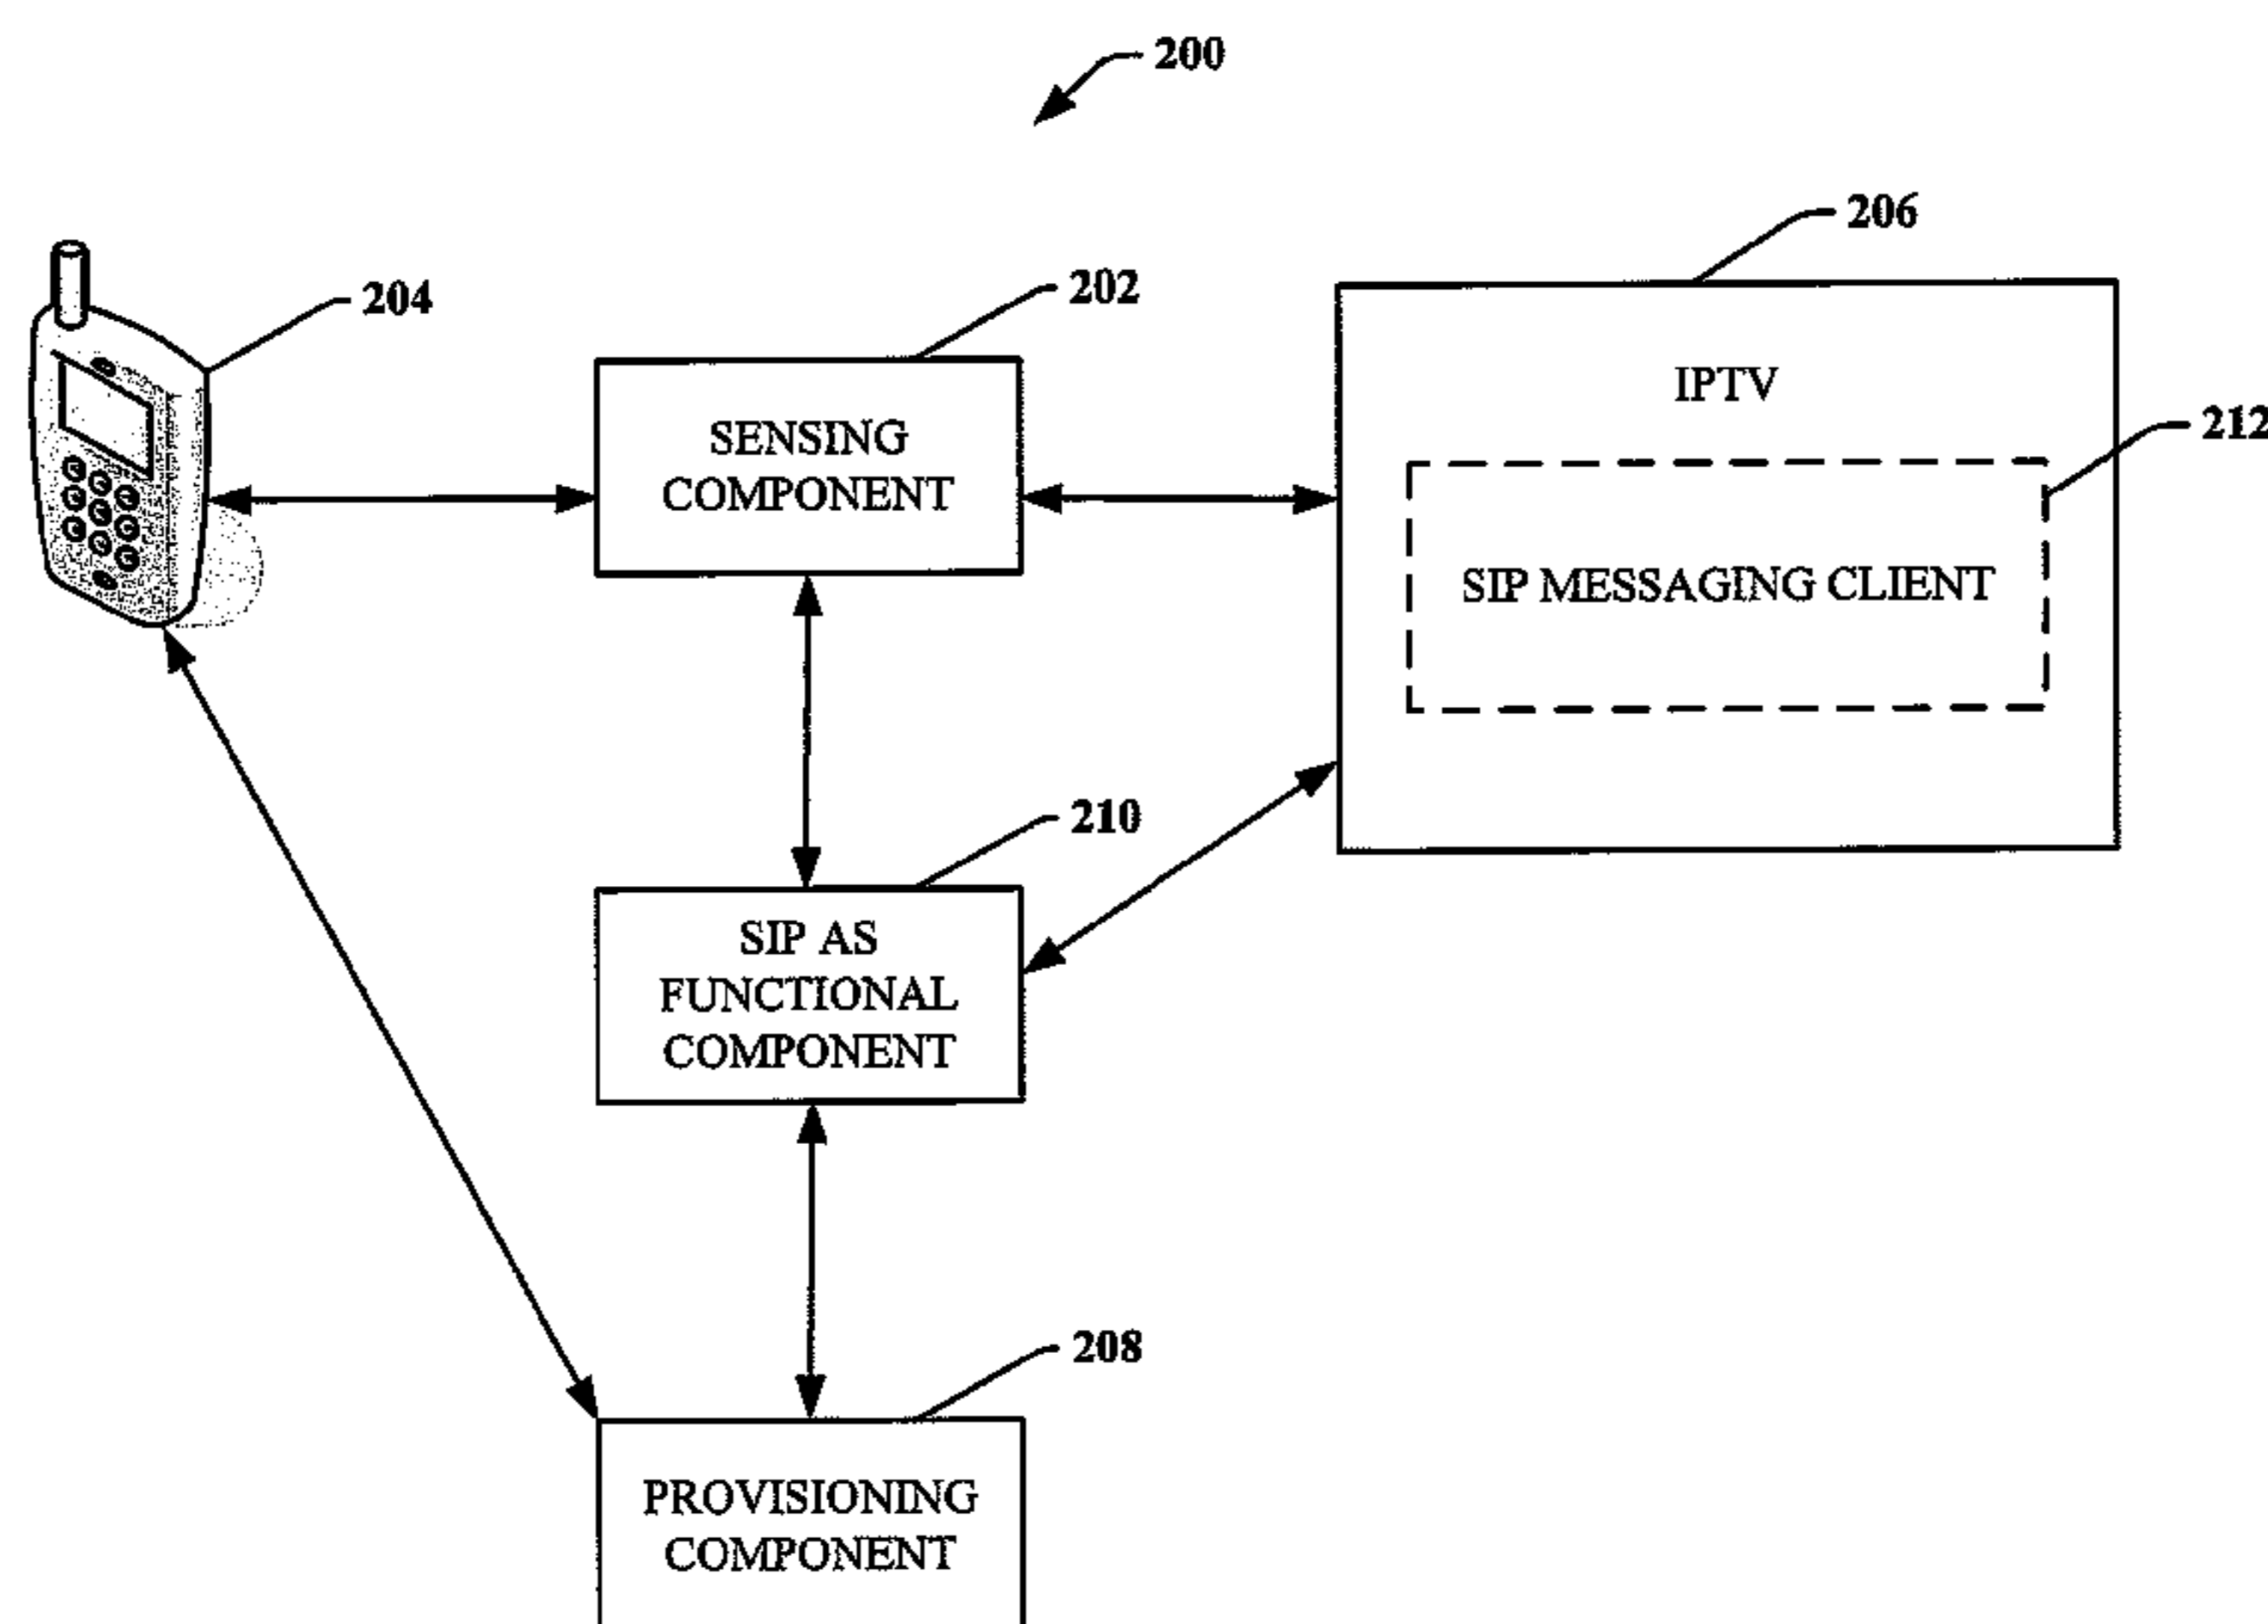 200
206
204
202
IPTV
212
SENSING
COMPONENT
SIP MESSAGING CLIENT
210
SIP AS
FUNCTIONAL
COMPONENT
208
PROVISIONING
COMPONENT